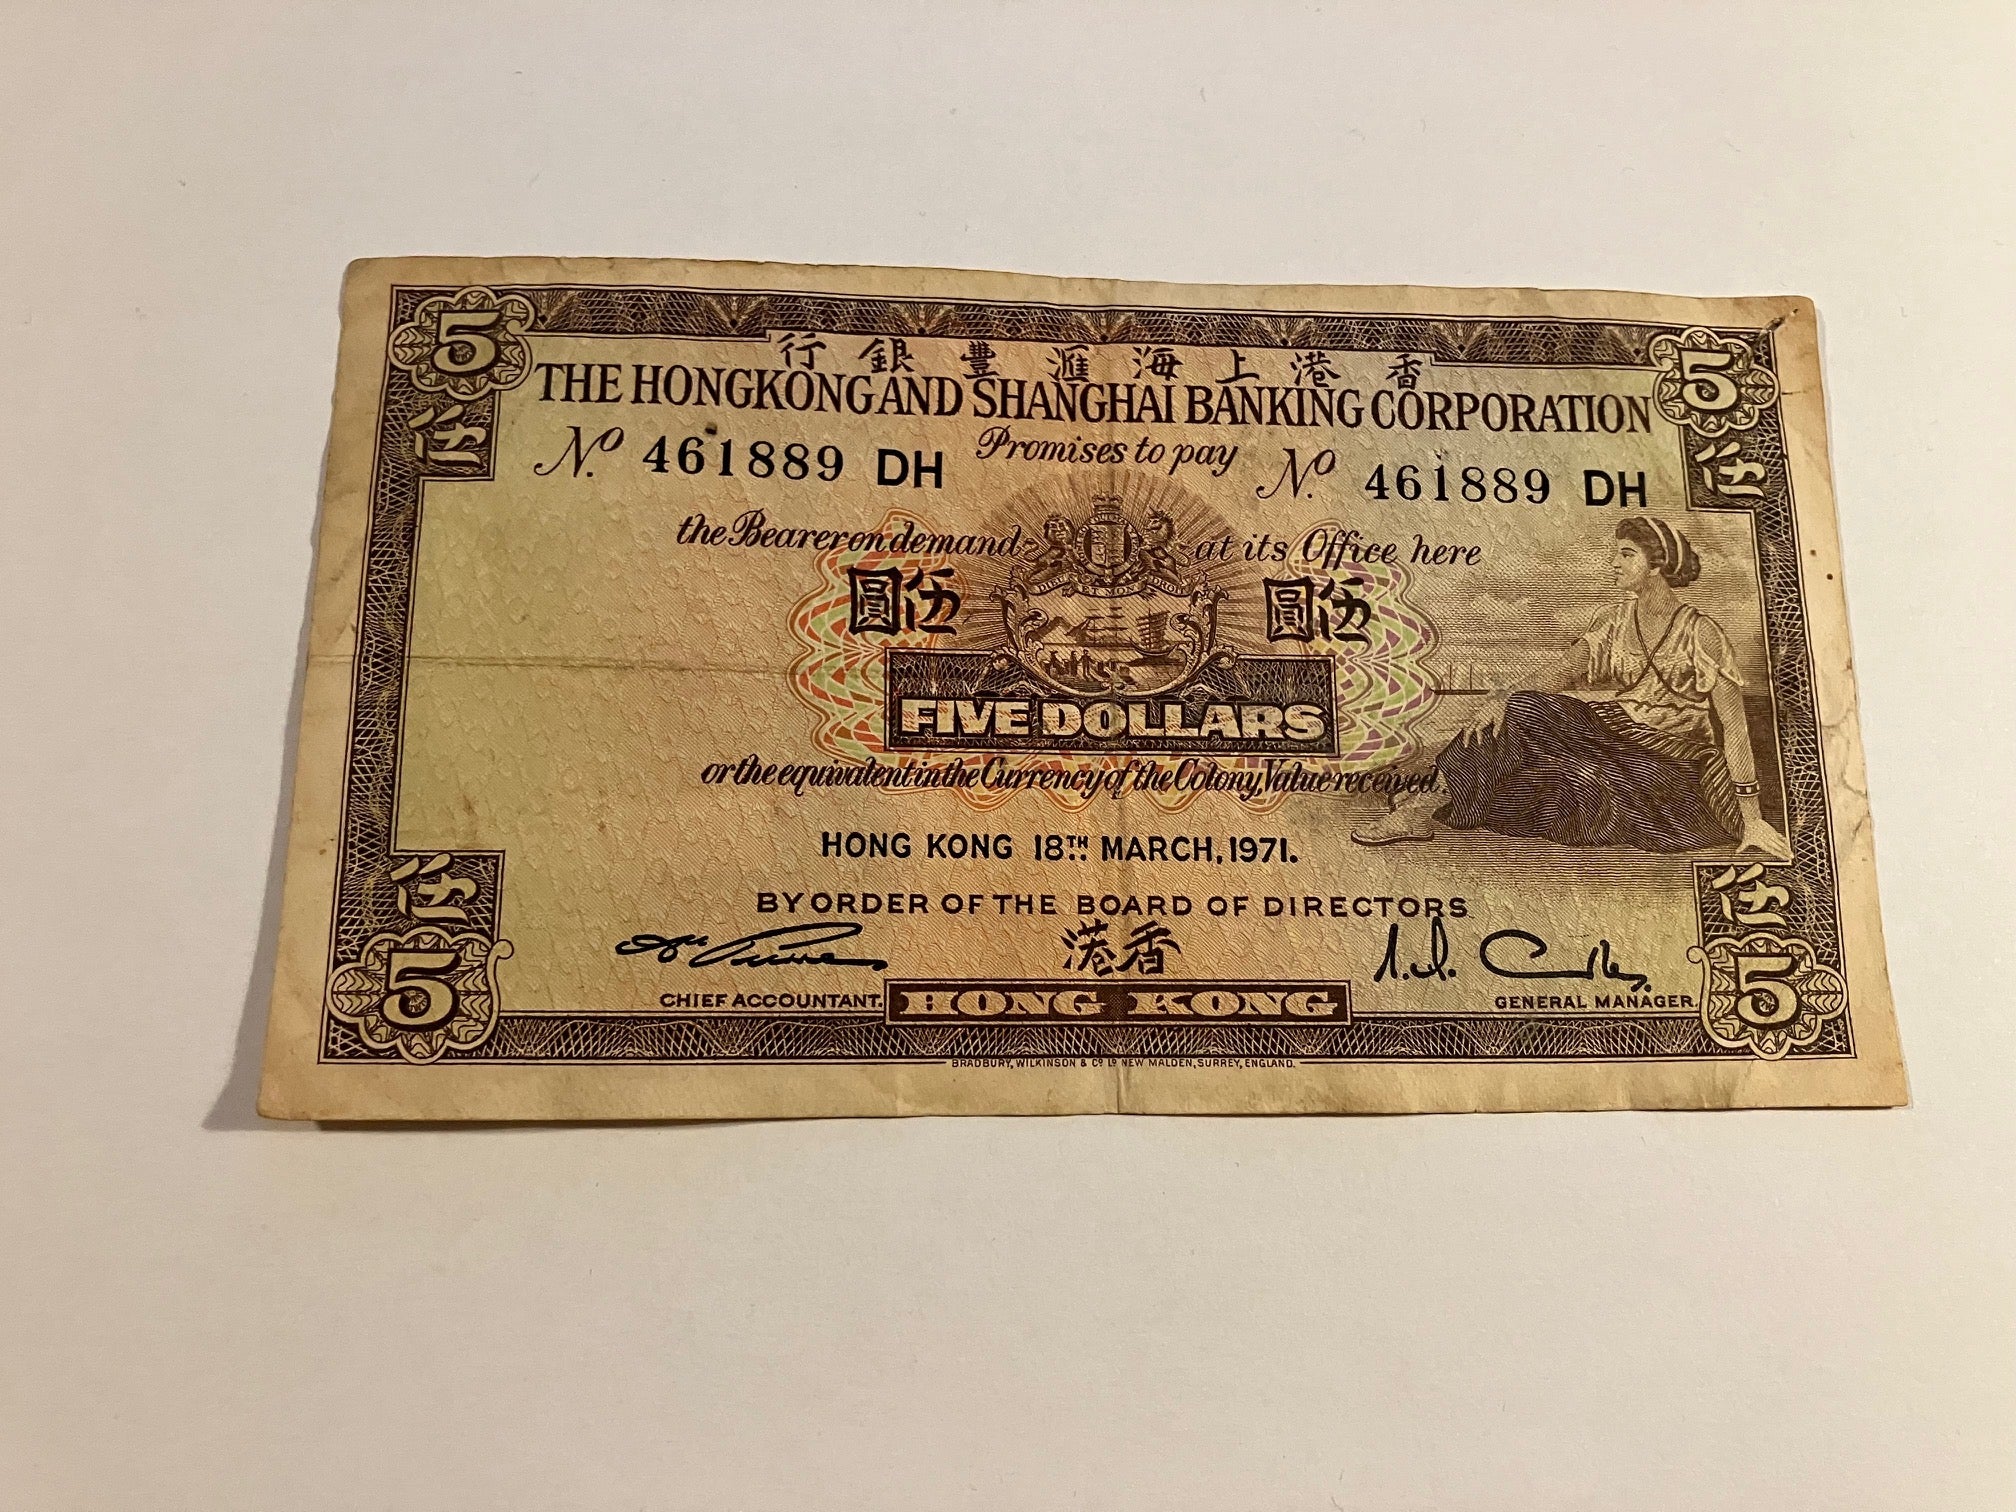 行銀豐滙海上港香
THE HONGKONG AND SHANGHAI BANKING CORPORATION
5
5
伍
伍
Promises to pay
No. 461889 DH
No. 461889 DH
the Bearer on demand
at its Office here
DIEU ET MON DROIT
圓伍
圓伍
FIVE DOLLARS
or the equivalent in the Currency of the Colony, Value received.
HONG KONG 18TH MARCH, 1971.
BY ORDER OF THE BOARD OF DIRECTORS
伍
伍
港香
5
5
CHIEF ACCOUNTANT.
HONG KONG
GENERAL MANAGER.
BRADBURY, WILKINSON & Co. Ld. NEW MALDEN, SURREY, ENGLAND.